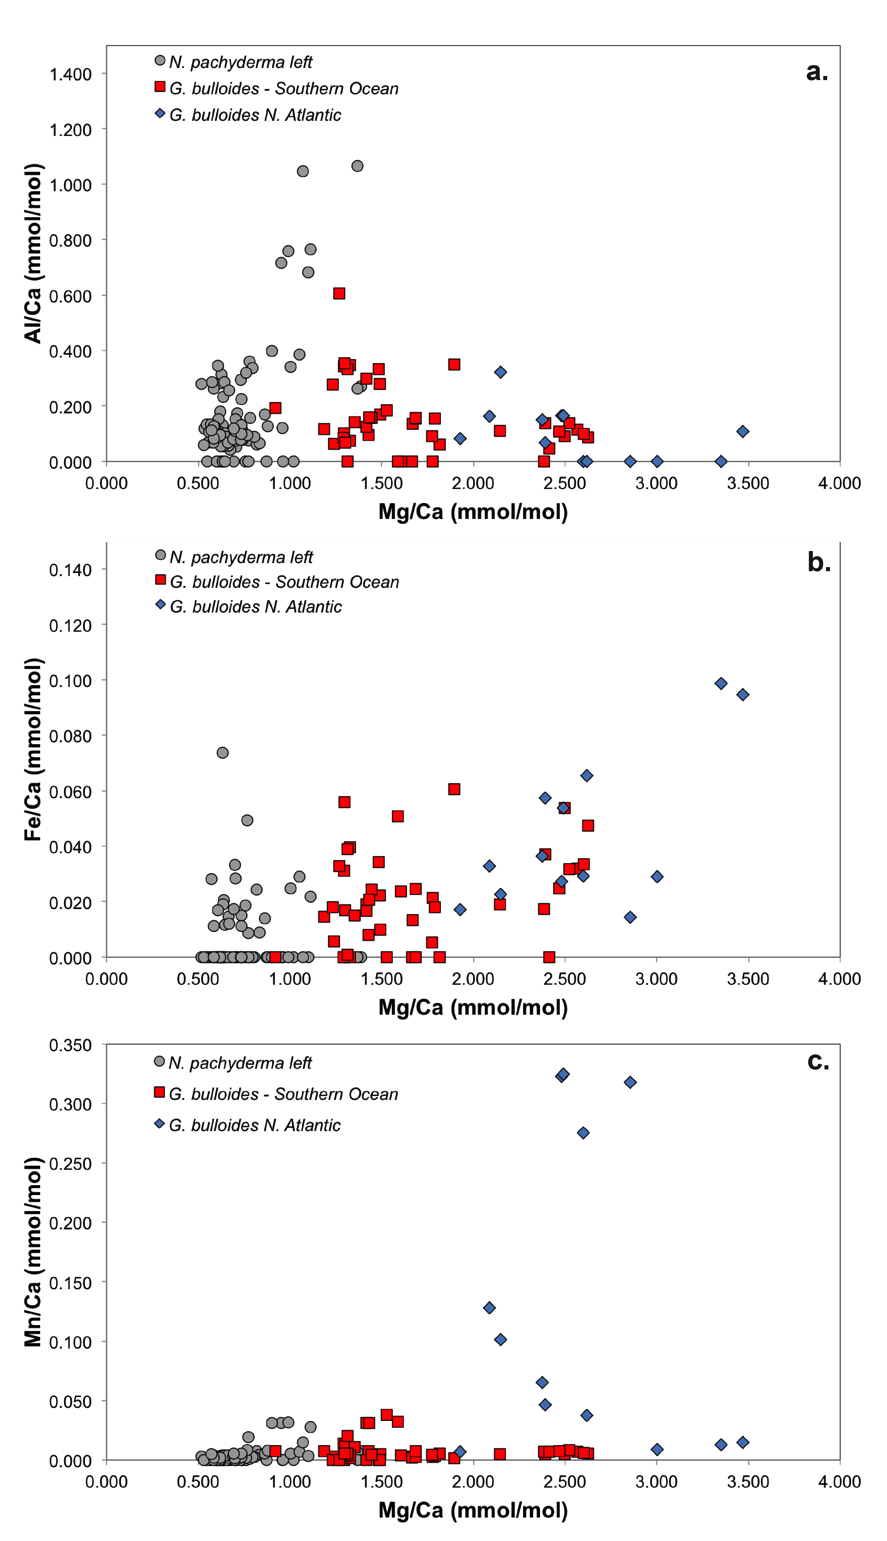 a.
N. pachyderma left
G. bulloides - Southern Ocean
G. bulloides N. Atlantic
Al/Ca (mmol/mol)
1.400
1.200
1.000
0.800
0.600
0.400
0.200
0.000
0.000 0.500 1.000 1.500 2.000 2.500 3.000 3.500 4.000
Mg/Ca (mmol/mol)
b.
N. pachyderma left
G. bulloides - Southern Ocean
G. bulloides N. Atlantic
Fe/Ca (mmol/mol)
0.140
0.120
0.100
0.080
0.060
0.040
0.020
0.000
0.000 0.500 1.000 1.500 2.000 2.500 3.000 3.500 4.000
Mg/Ca (mmol/mol)
c.
N. pachyderma left
G. bulloides - Southern Ocean
G. bulloides N. Atlantic
Mn/Ca (mmol/mol)
0.350
0.300
0.250
0.200
0.150
0.100
0.050
0.000
0.000 0.500 1.000 1.500 2.000 2.500 3.000 3.500 4.000
Mg/Ca (mmol/mol)